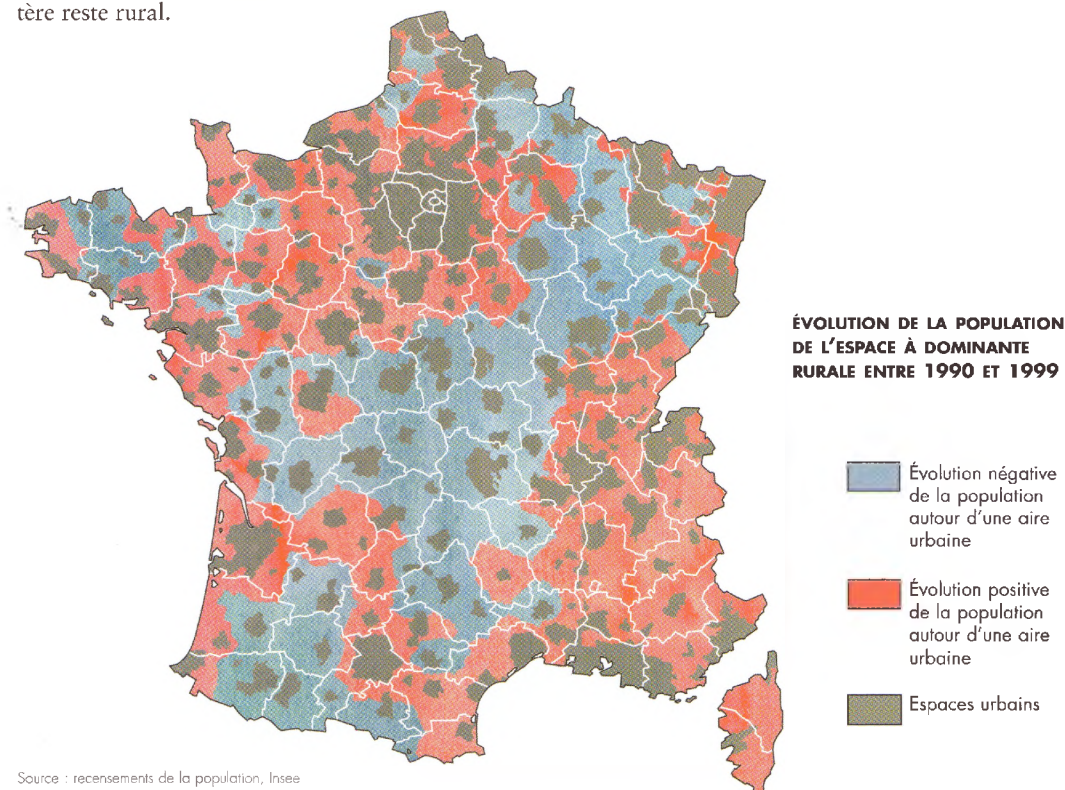 tère reste rural.
ÉVOLUTION DE LA POPULATION
DE L'ESPACE À DOMINANTE
RURALE ENTRE 1990 ET 1999
Évolution négative
de la population
autour d'une aire
urbaine
Évolution positive
de la population
autour d'une aire
urbaine
Espaces urbains
Source : recensements de la population, Insee